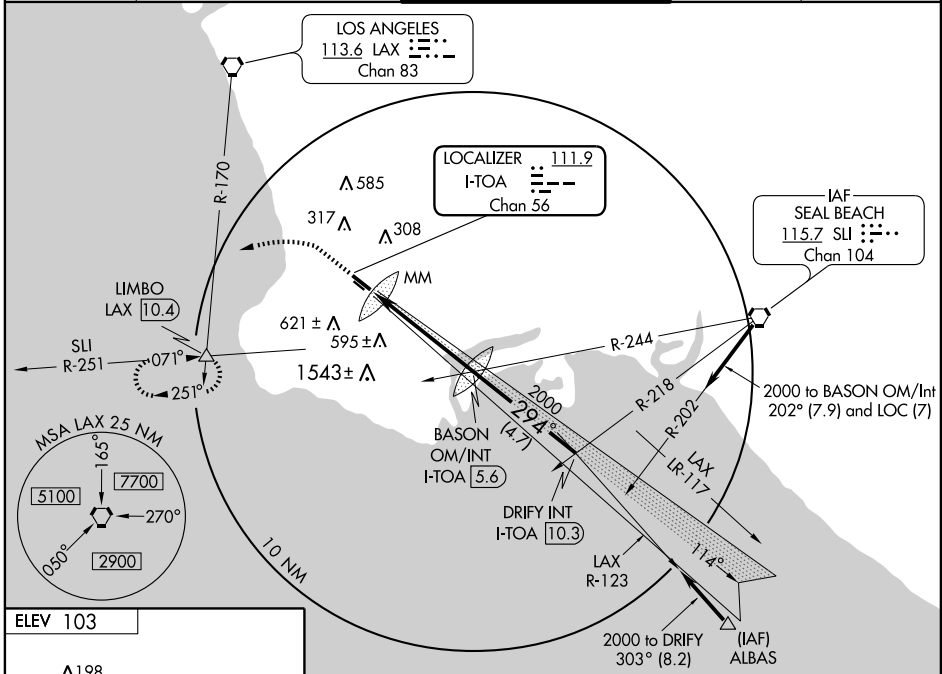 LOS ANGELES
113.6 LAX
Chan 83
R-170
LOCALIZER 111.9
I-TOA
Chan 56
585
317
308
MM
IAF
SEAL BEACH
115.7 SLI
Chan 104
LIMBO
LAX 10.4
621 ±
595 ±
1543 ±
SLI
R-251
071°
251°
R-244
R-218
R-202
2000 to BASON OM/Int
202° (7.9) and LOC (7)
2000
294°
(4.7)
BASON
OM/INT
I-TOA 5.6
LAX
LR-117
DRIFY INT
I-TOA 10.3
MSA LAX 25 NM
165°
5100
7700
270°
050°
2900
10 NM
LAX
R-123
114°
2000 to DRIFY
303° (8.2)
(IAF)
ALBAS
ELEV 103
198